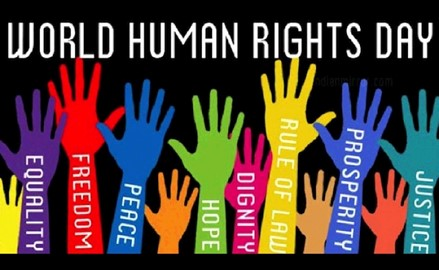 WORLD HUMAN RIGHTS DAY
EQUALITY
FREEDOM
PEACE
HOPE
DIGNITY
RULE OF LAW
PROSPERITY
JUSTICE